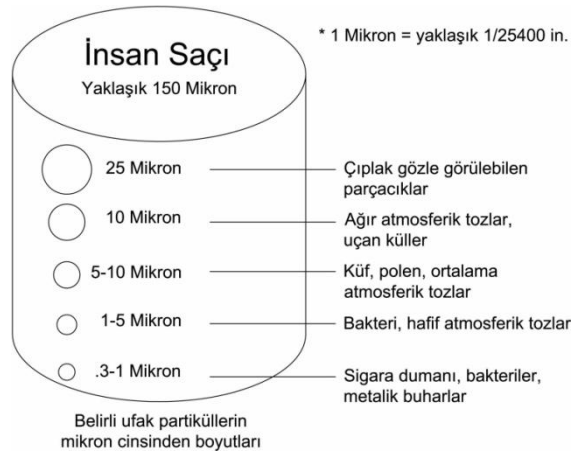 * 1 Mikron = yaklaşık 1/25400 in.
İnsan Saçı
Yaklaşık 150 Mikron
25 Mikron
Çıplak gözle görülebilen
parçacıklar
10 Mikron
Ağır atmosferik tozlar,
uçan küller
5-10 Mikron
Küf, polen, ortalama
atmosferik tozlar
1-5 Mikron
Bakteri, hafif atmosferik tozlar
.3-1 Mikron
Sigara dumanı, bakteriler,
metalik buharlar
Belirli ufak partiküllerin
mikron cinsinden boyutları